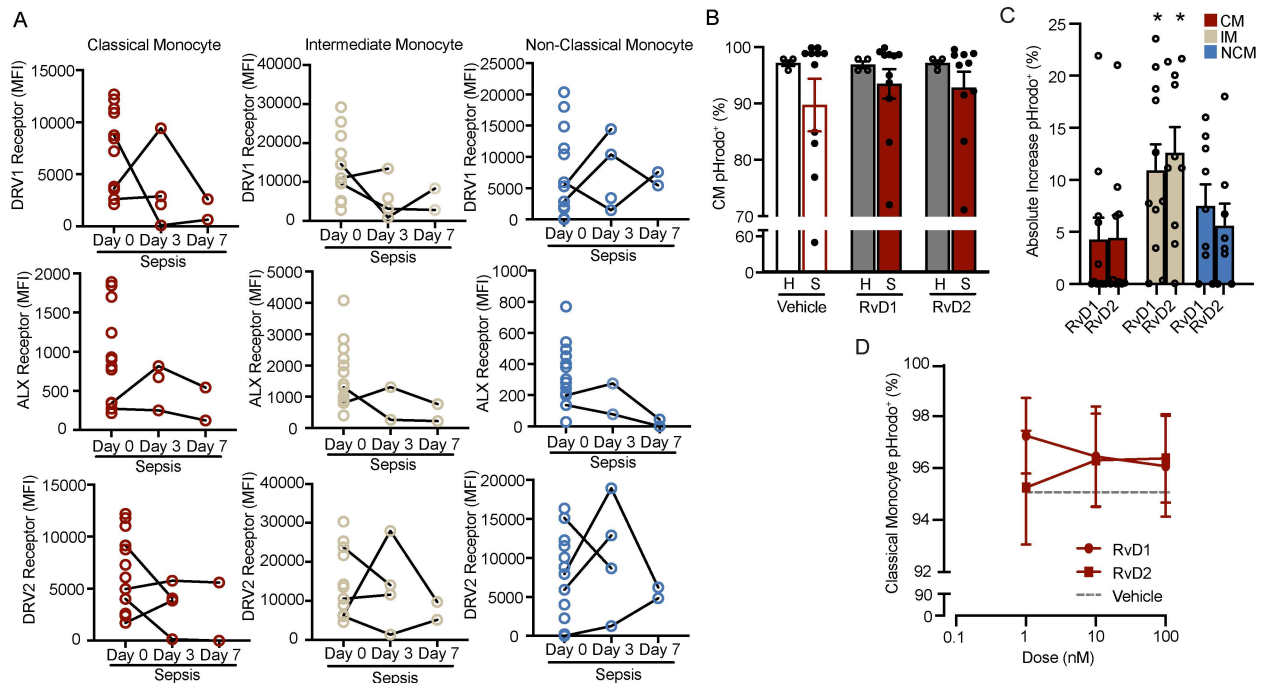 A
Classical Monocyte
Intermediate Monocyte
Non-Classical Monocyte
DRV1 Receptor (MFI)
15000
10000
5000
0
Day 0 Day 3 Day 7
Sepsis
DRV1 Receptor (MFI)
40000
30000
20000
10000
0
Day 0 Day 3 Day 7
Sepsis
DRV1 Receptor (MFI)
25000
20000
15000
10000
5000
0
Day 0 Day 3 Day 7
Sepsis
ALX Receptor (MFI)
2000
1500
1000
500
0
Day 0 Day 3 Day 7
Sepsis
ALX Receptor (MFI)
5000
4000
3000
2000
1000
0
Day 0 Day 3 Day 7
Sepsis
ALX Receptor (MFI)
1000
800
600
400
200
0
Day 0 Day 3 Day 7
Sepsis
DRV2 Receptor (MFI)
15000
10000
5000
0
Day 0 Day 3 Day 7
Sepsis
DRV2 Receptor (MFI)
40000
30000
20000
10000
0
Day 0 Day 3 Day 7
Sepsis
DRV2 Receptor (MFI)
20000
15000
10000
5000
0
Day 0 Day 3 Day 7
Sepsis
B
CM pHrodo⁺ (%)
100
90
80
70
60
0
H S H S H S
Vehicle RvD1 RvD2
C
Absolute Increase pHrodo⁺ (%)
25
20
15
10
5
0
* *
CM
IM
NCM
RvD1 RvD2 RvD1 RvD2 RvD1 RvD2
D
Classical Monocyte pHrodo⁺ (%)
100
98
96
94
92
90
0
RvD1
RvD2
Vehicle
0.1 1 10 100
Dose (nM)